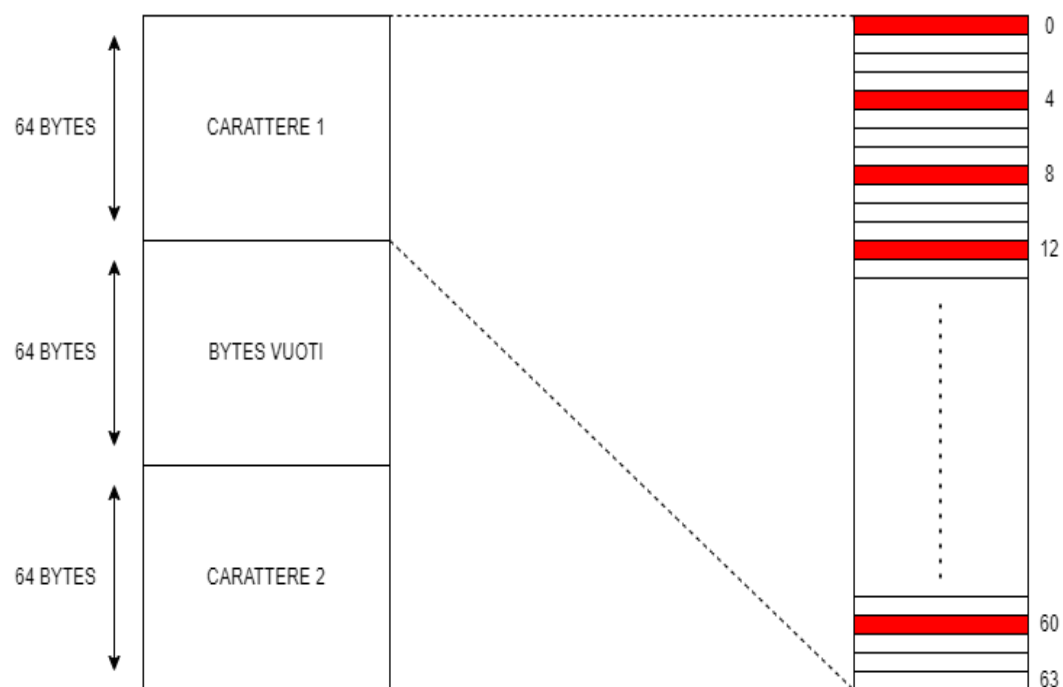 0
4
64 BYTES
CARATTERE 1
8
12
64 BYTES
BYTES VUOTI
64 BYTES
CARATTERE 2
60
63